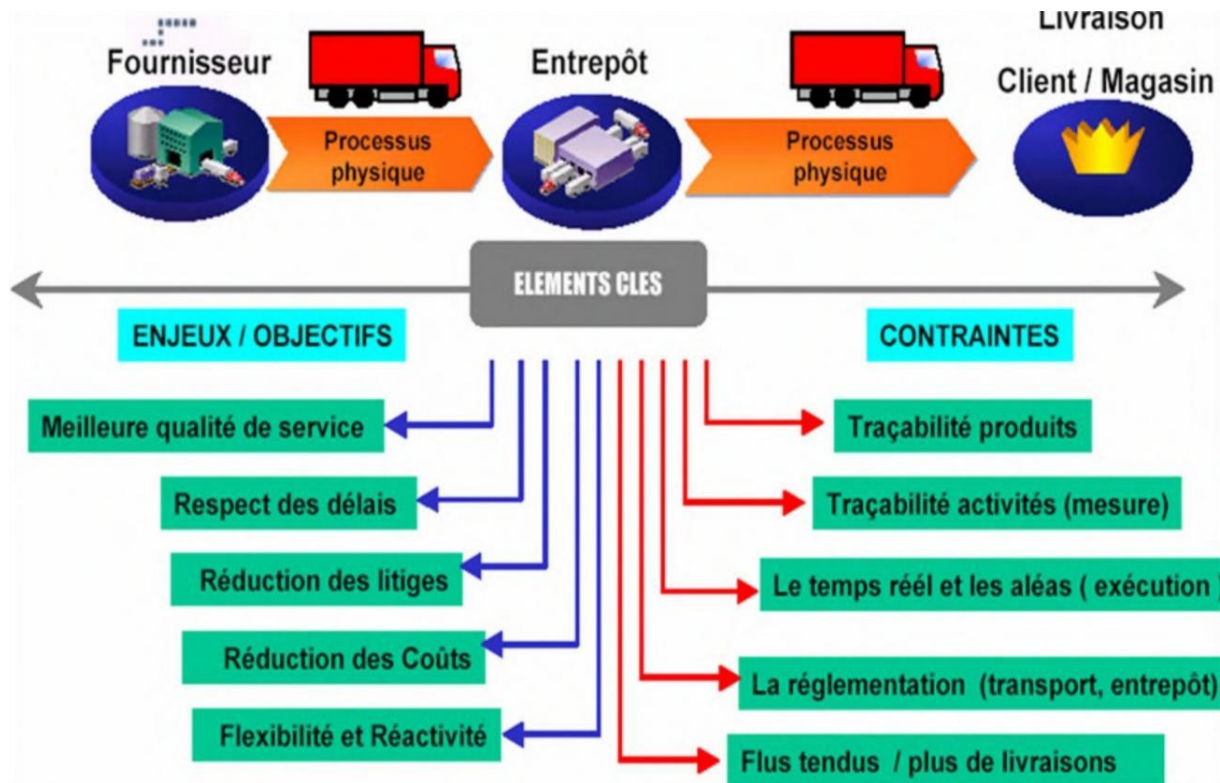 Livraison
Fournisseur
Entrepôt
Client / Magasin
Processus
physique
Processus
physique
ELEMENTS CLES
ENJEUX / OBJECTIFS
CONTRAINTES
Meilleure qualité de service
Traçabilité produits
Respect des délais
Traçabilité activités (mesure)
Réduction des litiges
Le temps réél et les aléas ( exécution )
Réduction des Coûts
La réglementation (transport, entrepôt)
Flexibilité et Réactivité
Flus tendus / plus de livraisons